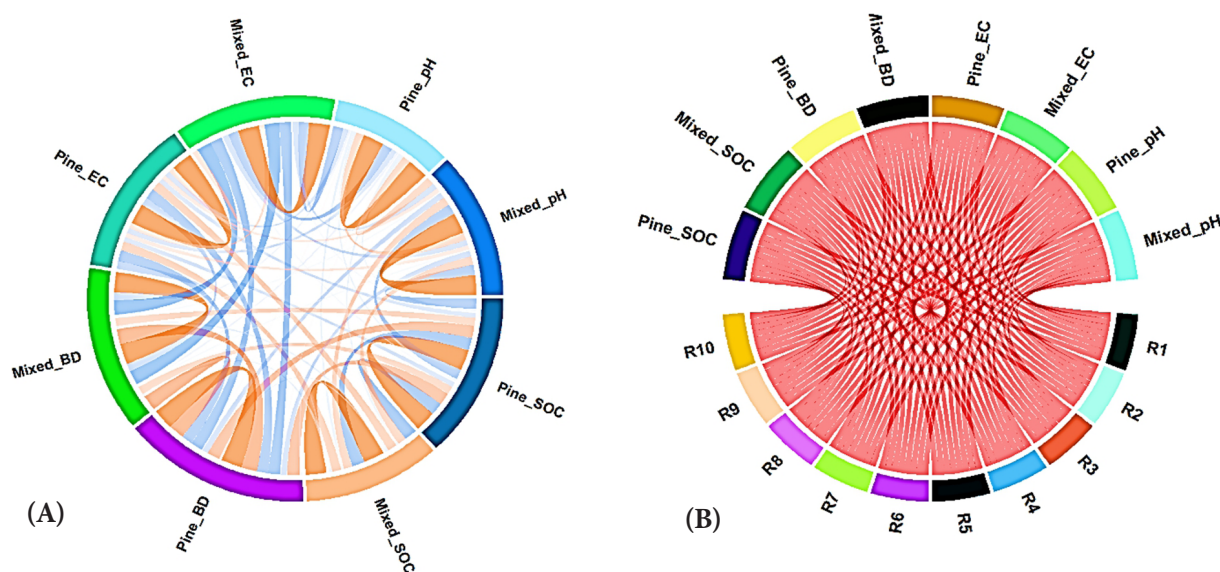 Mixed_EC
Pine_pH
Pine_EC
Mixed_pH
Mixed_BD
Pine_SOC
Pine_BD
Mixed_SOC
(A)
Pine_BD
Mixed_BD
Pine_EC
Mixed_EC
Mixed_SOC
Pine_pH
Pine_SOC
Mixed_pH
R10
R1
R9
R2
R8
R3
R7
R6
R5
R4
(B)